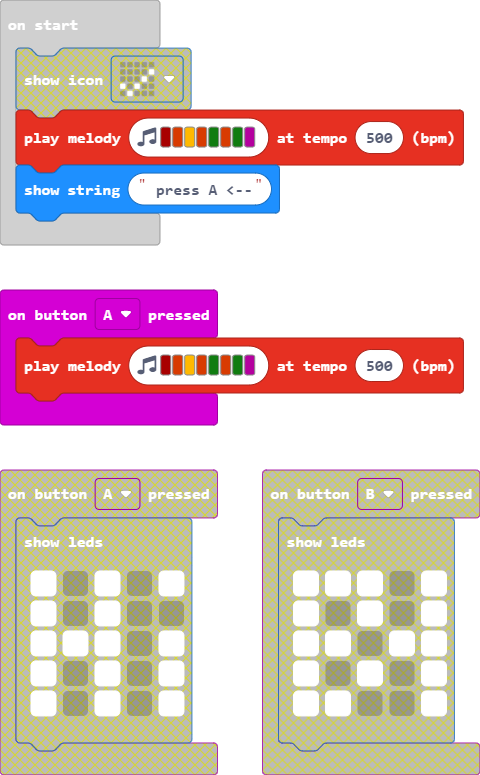 on start
show icon
play melody at tempo 500 (bpm)
show string " press A <-- "
on button A pressed
play melody at tempo 500 (bpm)
on button A pressed
show leds
on button B pressed
show leds